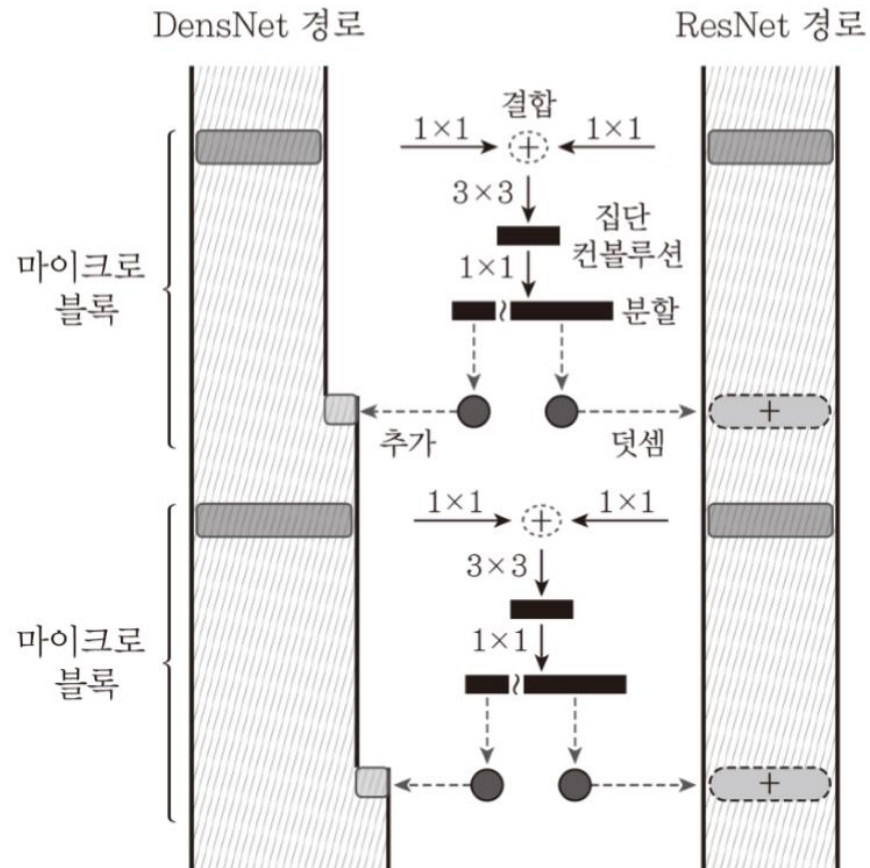 DensNet 경로
ResNet 경로
결합
1×1
+
1×1
3×3
집단
컨볼루션
마이크로
블록
1×1
분할
+
추가
덧셈
1×1
+
1×1
3×3
마이크로
블록
1×1
+